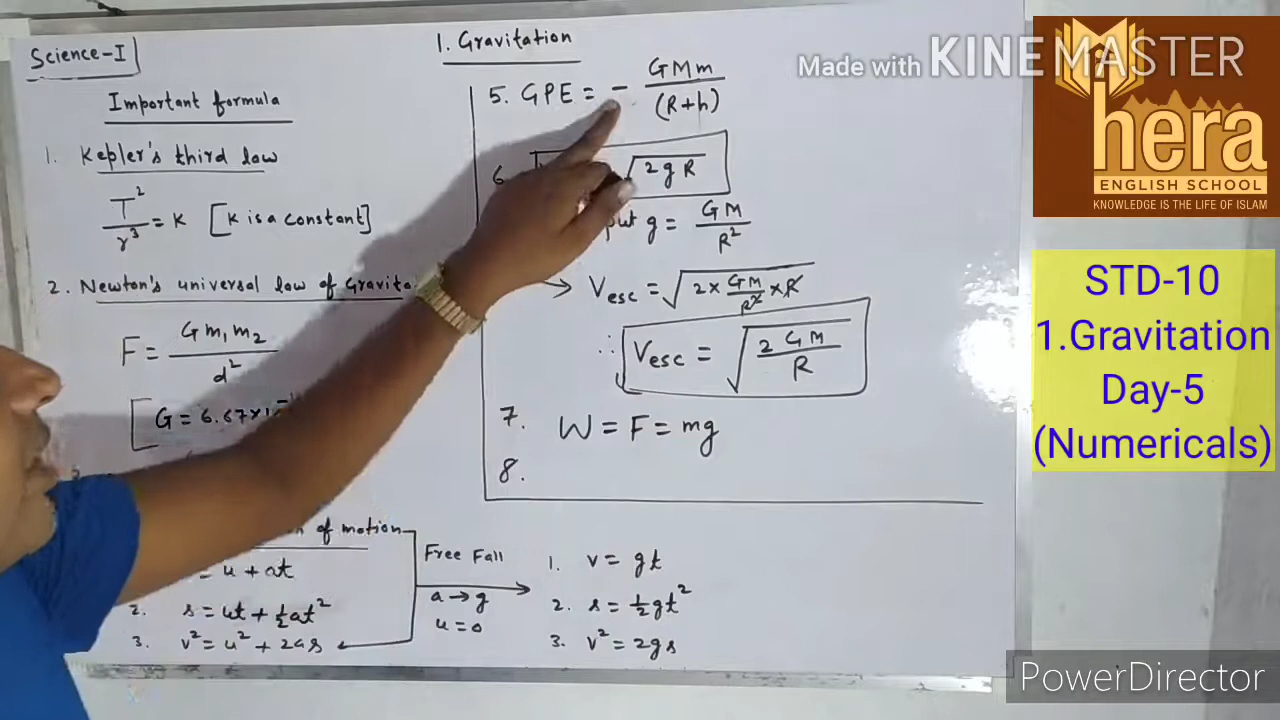 Science-I
1. Gravitation
Important formula
1. Kepler's third law
T²/r³ = K [K is a constant]
2. Newton's universal law of
F = Gm₁m₂/d²
[G = 6.67×1
of motion
= u + at
2. s = ut + ½at²
3. v² = u² + 2as
Free Fall
a → g
u = 0
1. v = gt
2. s = ½gt²
3. v² = 2gs
5. GPE = - GMm/(R+h)
6. √2gR
put g = GM/R²
→ Vesc = √2 × GM/R² × R
∴ Vesc = √2GM/R
7. W = F = mg
8.
Made with KINEMASTER
hera
ENGLISH SCHOOL
KNOWLEDGE IS THE LIFE OF ISLAM
STD-10
1.Gravitation
Day-5
(Numericals)
PowerDirector